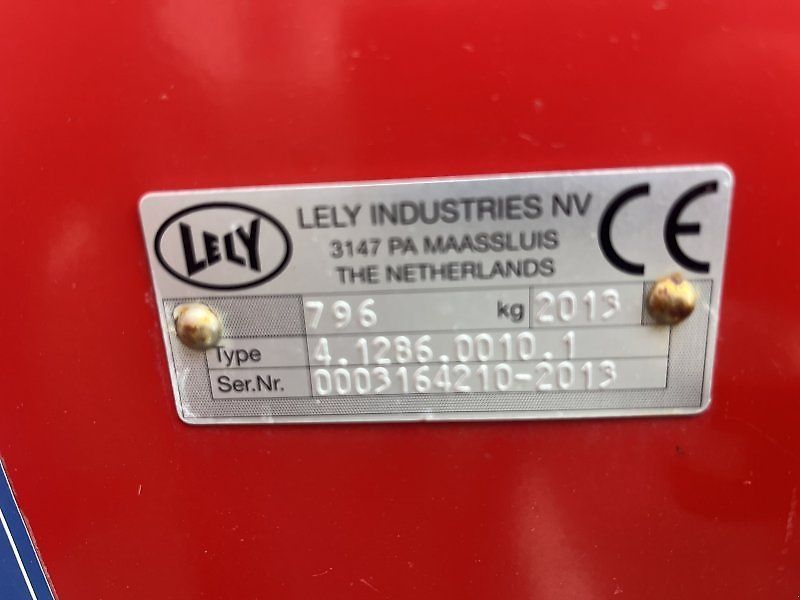 LELY
LELY INDUSTRIES NV
3147 PA MAASSLUIS
THE NETHERLANDS
CE
796 kg 2013
Type 4.1286.0010.1
Ser.Nr. 0003164210-2013